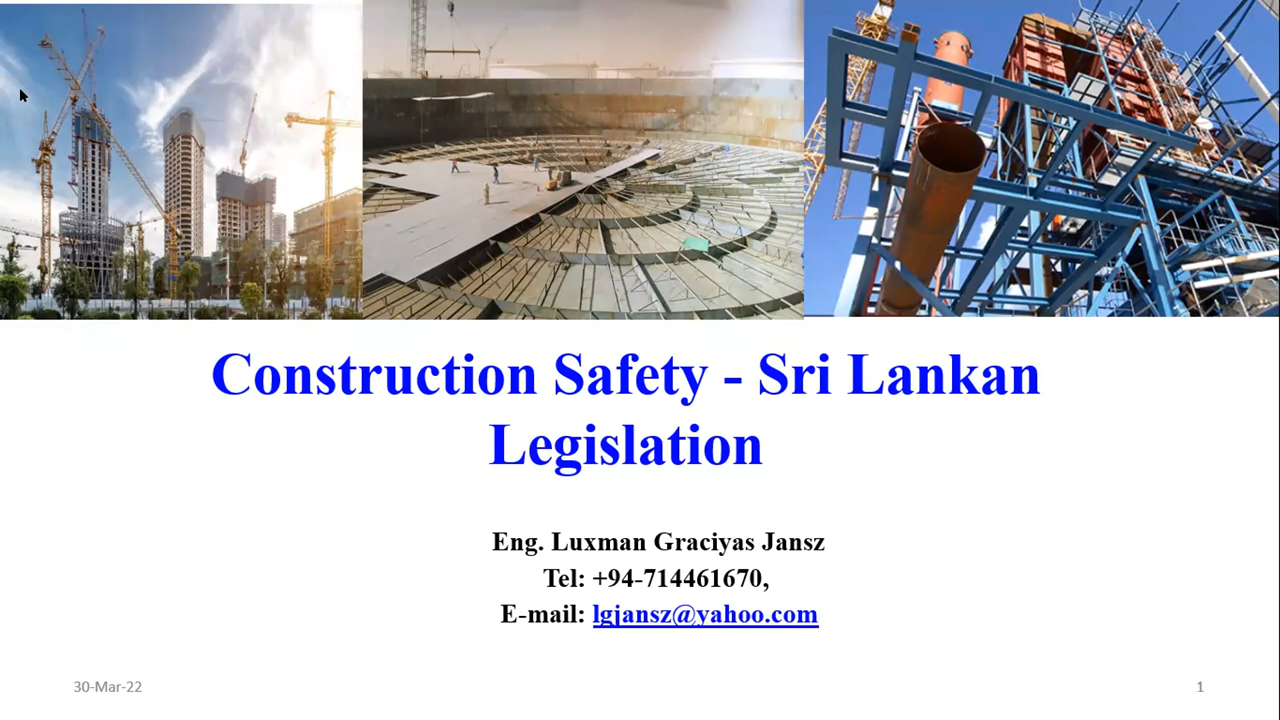 Construction Safety - Sri Lankan
Legislation
Eng. Luxman Graciyas Jansz
Tel: +94-714461670,
E-mail: lgjansz@yahoo.com
30-Mar-22
1